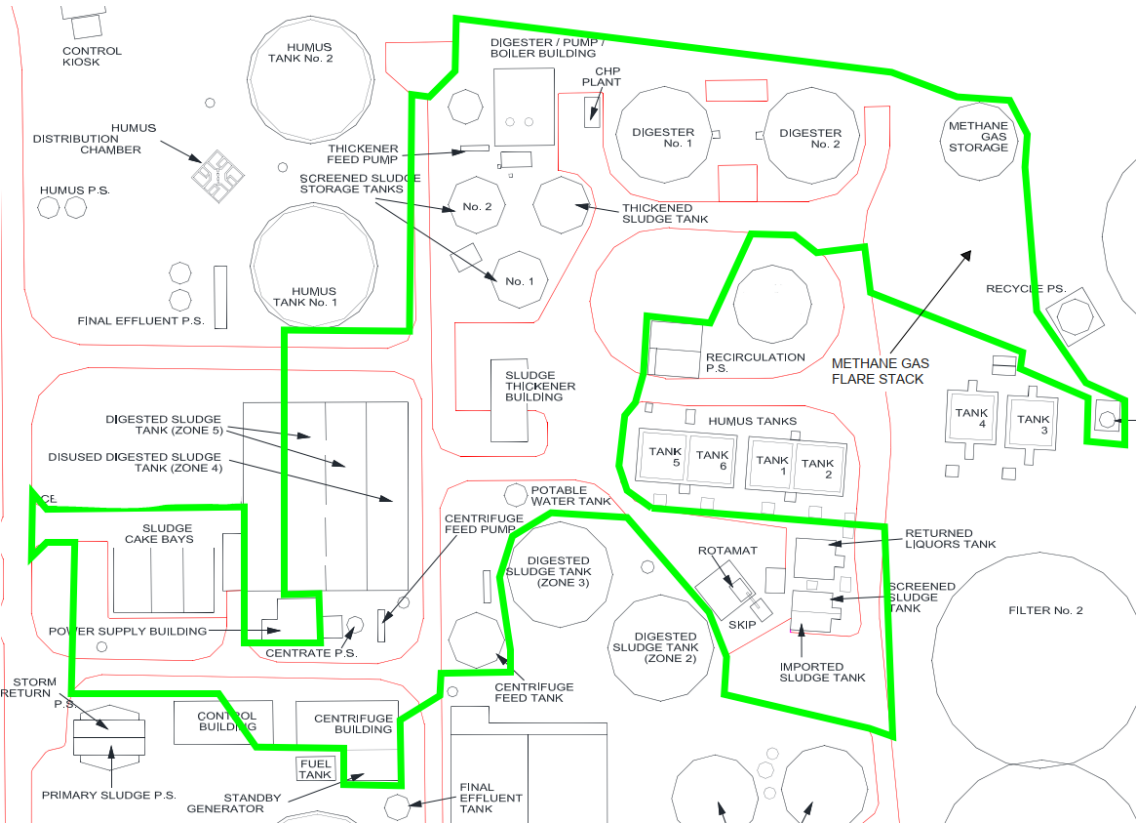 CONTROL
KIOSK
HUMUS
TANK No. 2
DIGESTER / PUMP /
BOILER BUILDING
CHP
PLANT
HUMUS
DISTRIBUTION
CHAMBER
DIGESTER
No. 1
DIGESTER
No. 2
METHANE
GAS
STORAGE
THICKENER
FEED PUMP
SCREENED SLUDGE
STORAGE TANKS
HUMUS P.S.
No. 2
THICKENED
SLUDGE TANK
No. 1
HUMUS
TANK No. 1
FINAL EFFLUENT P.S.
RECYCLE PS.
RECIRCULATION
P.S.
METHANE GAS
FLARE STACK
SLUDGE
THICKENER
BUILDING
DIGESTED SLUDGE
TANK (ZONE 5)
DISUSED DIGESTED SLUDGE
TANK (ZONE 4)
HUMUS TANKS
TANK
5
TANK
6
TANK
1
TANK
2
TANK
4
TANK
3
CE
POTABLE
WATER TANK
SLUDGE
CAKE BAYS
CENTRIFUGE
FEED PUMP
RETURNED
LIQUORS TANK
ROTAMAT
DIGESTED
SLUDGE TANK
(ZONE 3)
SCREENED
SLUDGE
TANK
SKIP
FILTER No. 2
POWER SUPPLY BUILDING
CENTRATE P.S.
DIGESTED
SLUDGE TANK
(ZONE 2)
IMPORTED
SLUDGE TANK
STORM
RETURN
P.S.
CENTRIFUGE
FEED TANK
CONTROL
BUILDING
CENTRIFUGE
BUILDING
FUEL
TANK
PRIMARY SLUDGE P.S.
STANDBY
GENERATOR
FINAL
EFFLUENT
TANK